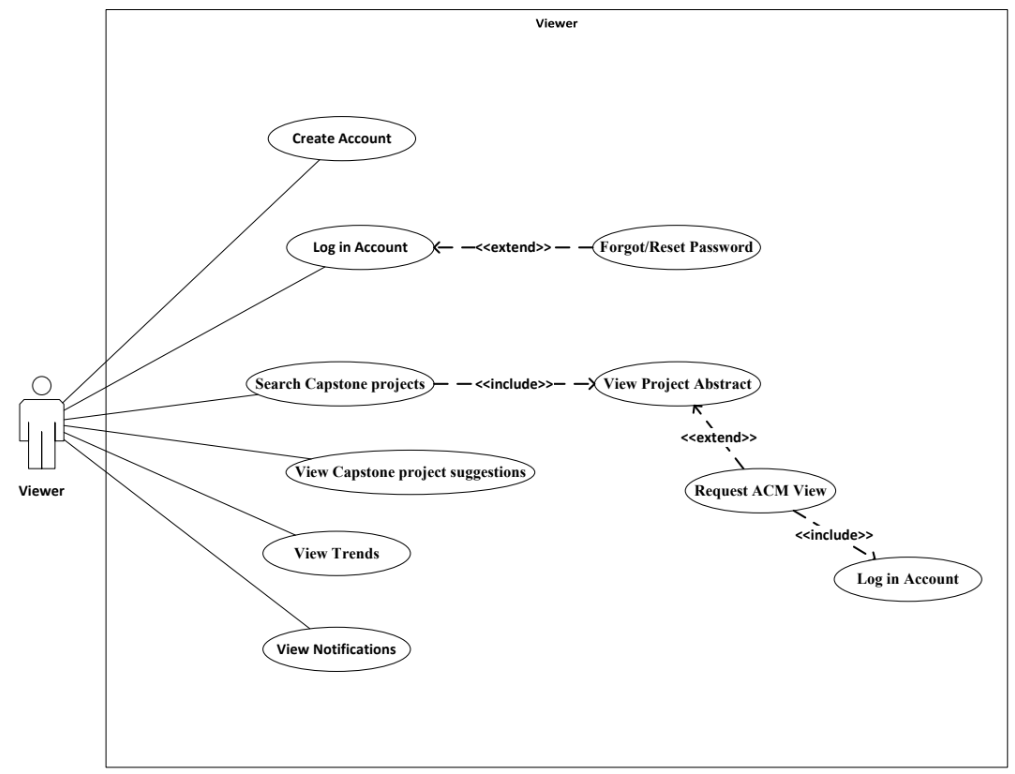 Viewer
Create Account
Log in Account
<<extend>>
Forgot/Reset Password
Search Capstone projects
<<include>>
View Project Abstract
<<extend>>
Viewer
View Capstone project suggestions
Request ACM View
<<include>>
View Trends
Log in Account
View Notifications